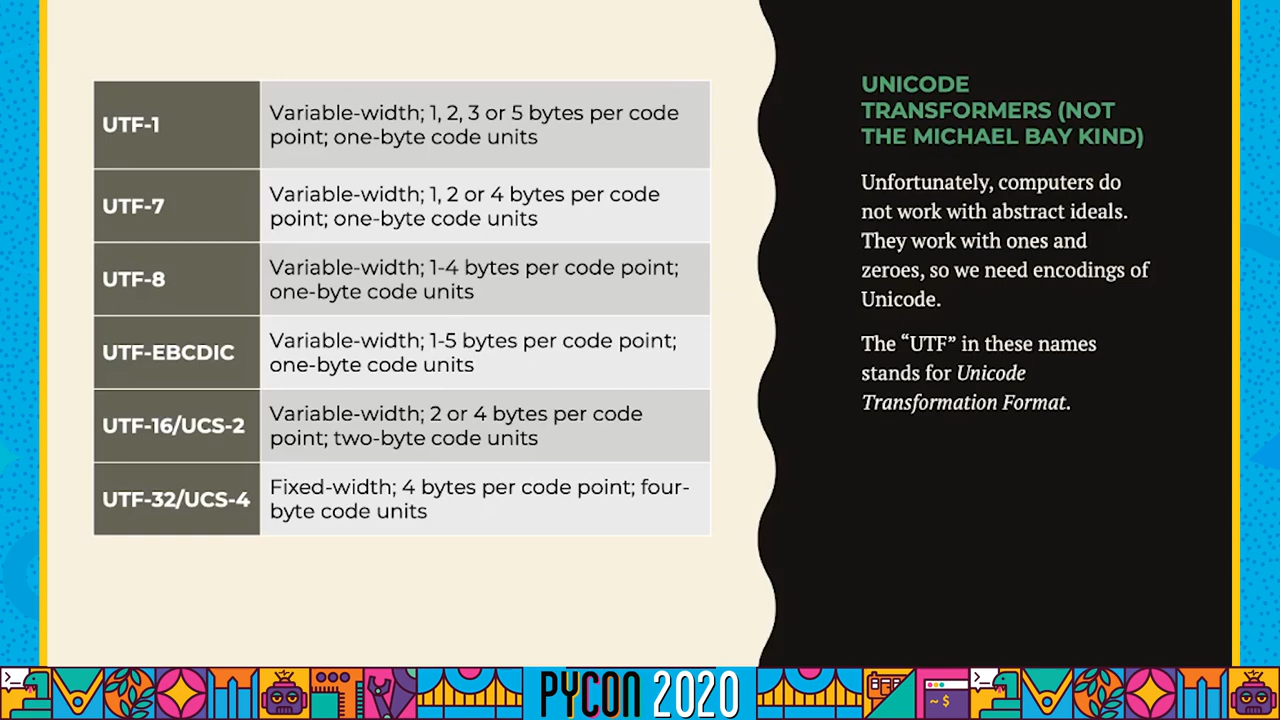 UTF-1
Variable-width; 1, 2, 3 or 5 bytes per code
point; one-byte code units
UTF-7
Variable-width; 1, 2 or 4 bytes per code
point; one-byte code units
UTF-8
Variable-width; 1-4 bytes per code point;
one-byte code units
UTF-EBCDIC
Variable-width; 1-5 bytes per code point;
one-byte code units
UTF-16/UCS-2
Variable-width; 2 or 4 bytes per code
point; two-byte code units
UTF-32/UCS-4
Fixed-width; 4 bytes per code point; four-
byte code units
UNICODE
TRANSFORMERS (NOT
THE MICHAEL BAY KIND)
Unfortunately, computers do
not work with abstract ideals.
They work with ones and
zeroes, so we need encodings of
Unicode.
The “UTF” in these names
stands for Unicode
Transformation Format.
PYCON 2020
~$